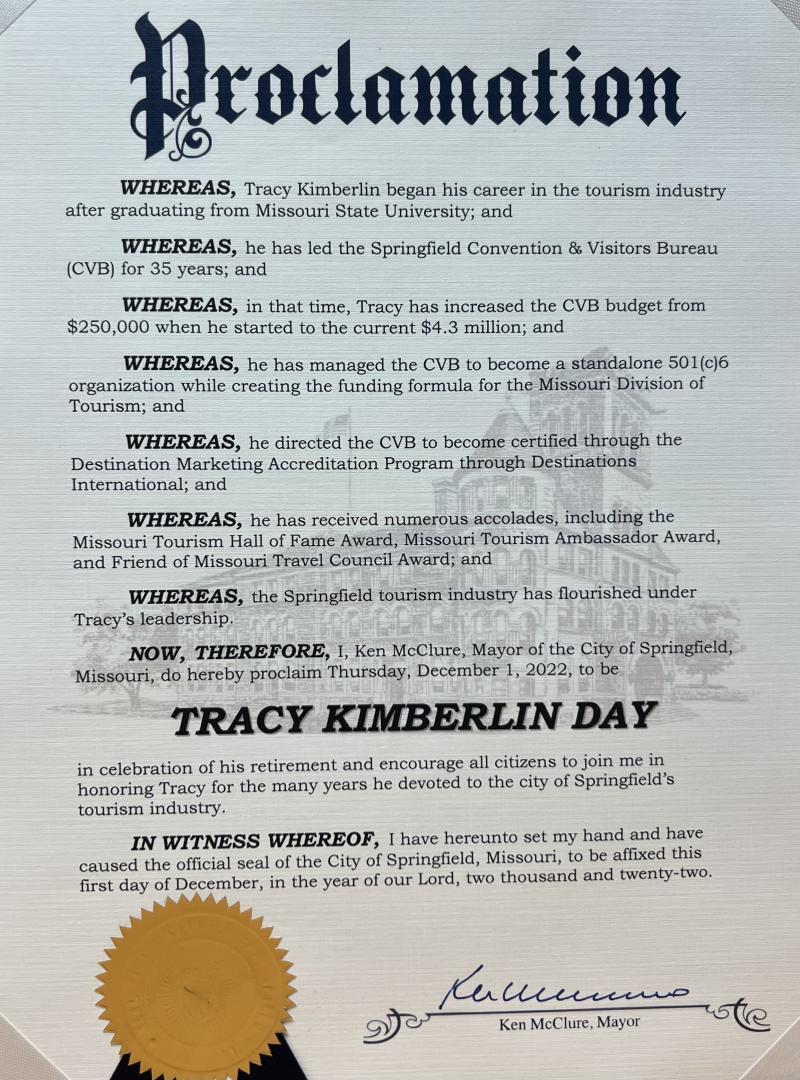 Proclamation
WHEREAS, Tracy Kimberlin began his career in the tourism industry
after graduating from Missouri State University; and
WHEREAS, he has led the Springfield Convention & Visitors Bureau
(CVB) for 35 years; and
WHEREAS, in that time, Tracy has increased the CVB budget from
$250,000 when he started to the current $4.3 million; and
WHEREAS, he has managed the CVB to become a standalone 501(c)6
organization while creating the funding formula for the Missouri Division of
Tourism; and
WHEREAS, he directed the CVB to become certified through the
Destination Marketing Accreditation Program through Destinations
International; and
WHEREAS, he has received numerous accolades, including the
Missouri Tourism Hall of Fame Award, Missouri Tourism Ambassador Award,
and Friend of Missouri Travel Council Award; and
WHEREAS, the Springfield tourism industry has flourished under
Tracy's leadership.
NOW, THEREFORE, I, Ken McClure, Mayor of the City of Springfield,
Missouri, do hereby proclaim Thursday, December 1, 2022, to be
TRACY KIMBERLIN DAY
in celebration of his retirement and encourage all citizens to join me in
honoring Tracy for the many years he devoted to the city of Springfield's
tourism industry.
IN WITNESS WHEREOF, I have hereunto set my hand and have
caused the official seal of the City of Springfield, Missouri, to be affixed this
first day of December, in the year of our Lord, two thousand and twenty-two.
Ken McClure, Mayor